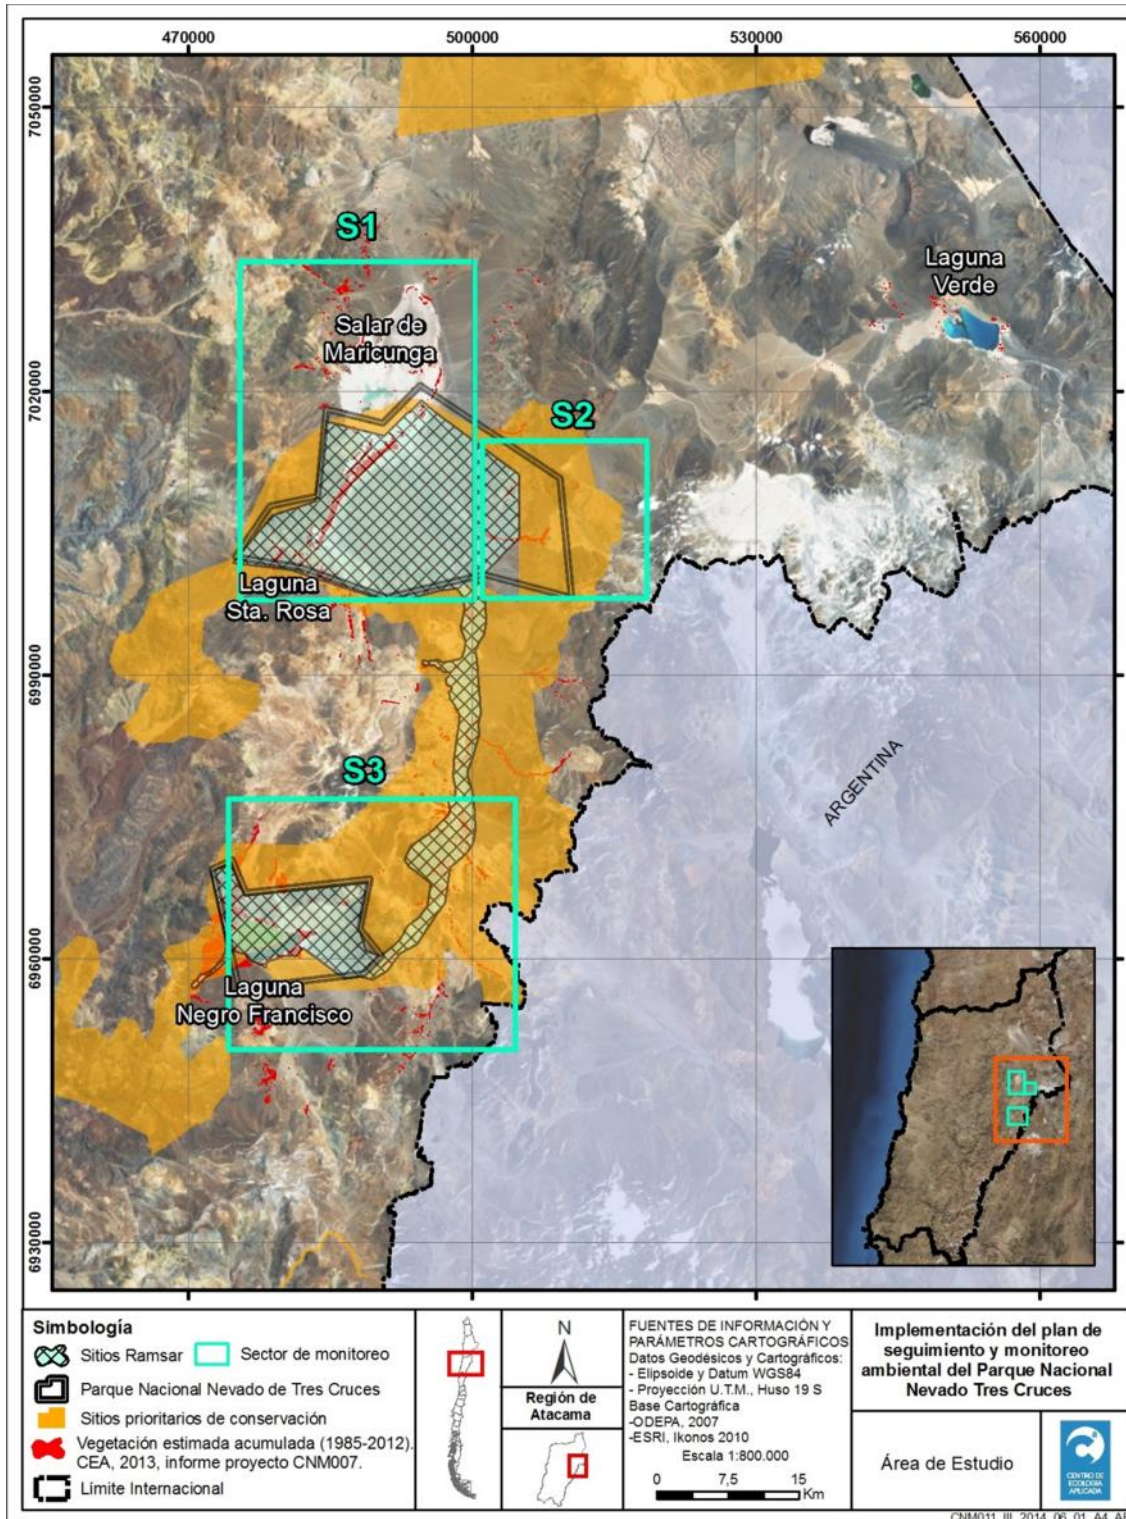 470000
500000
530000
560000
7050000
7020000
6990000
6960000
6930000
S1
Salar de
Maricunga
Laguna
Verde
S2
Laguna
Sta. Rosa
S3
ARGENTINA
Laguna
Negro Francisco
Simbología
Sitios Ramsar
Sector de monitoreo
Parque Nacional Nevado de Tres Cruces
Sitios prioritarios de conservación
Vegetación estimada acumulada (1985-2012).
CEA, 2013, informe proyecto CNM007.
Limite Internacional
N
Región de
Atacama
FUENTES DE INFORMACIÓN Y
PARÁMETROS CARTOGRÁFICOS
Datos Geodésicos y Cartográficos:
- Elipsoide y Datum WGS84
- Proyección U.T.M., Huso 19 S
Base Cartográfica
-ODEPA, 2007
-ESRI, Ikonos 2010
Escala 1:800.000
0 7,5 15
Km
Implementación del plan de
seguimiento y monitoreo
ambiental del Parque Nacional
Nevado Tres Cruces
Área de Estudio
CENTRO DE
ECOLOGÍA
APLICADA